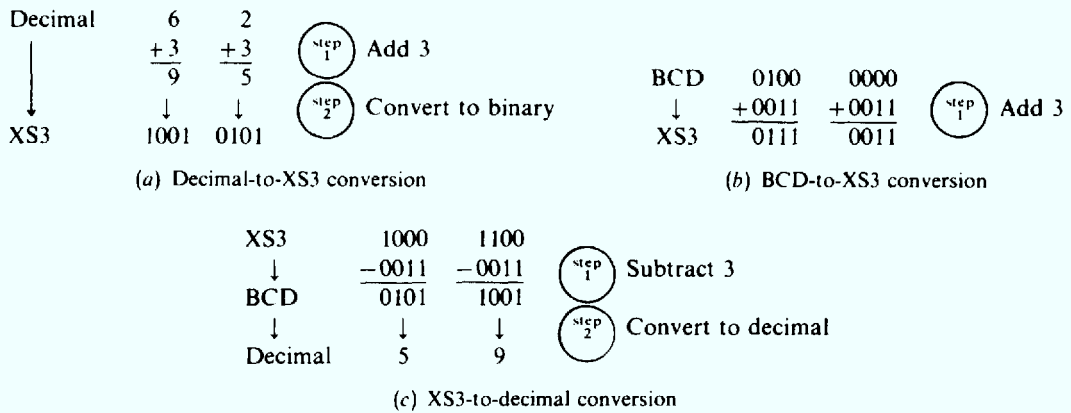 Decimal 6 2
+3 +3 step 1 Add 3
9 5
↓ ↓ step 2 Convert to binary
XS3 1001 0101
(a) Decimal-to-XS3 conversion
BCD 0100 0000
↓ +0011 +0011 step 1 Add 3
XS3 0111 0011
(b) BCD-to-XS3 conversion
XS3 1000 1100
↓ −0011 −0011 step 1 Subtract 3
BCD 0101 1001
↓ ↓ ↓ step 2 Convert to decimal
Decimal 5 9
(c) XS3-to-decimal conversion